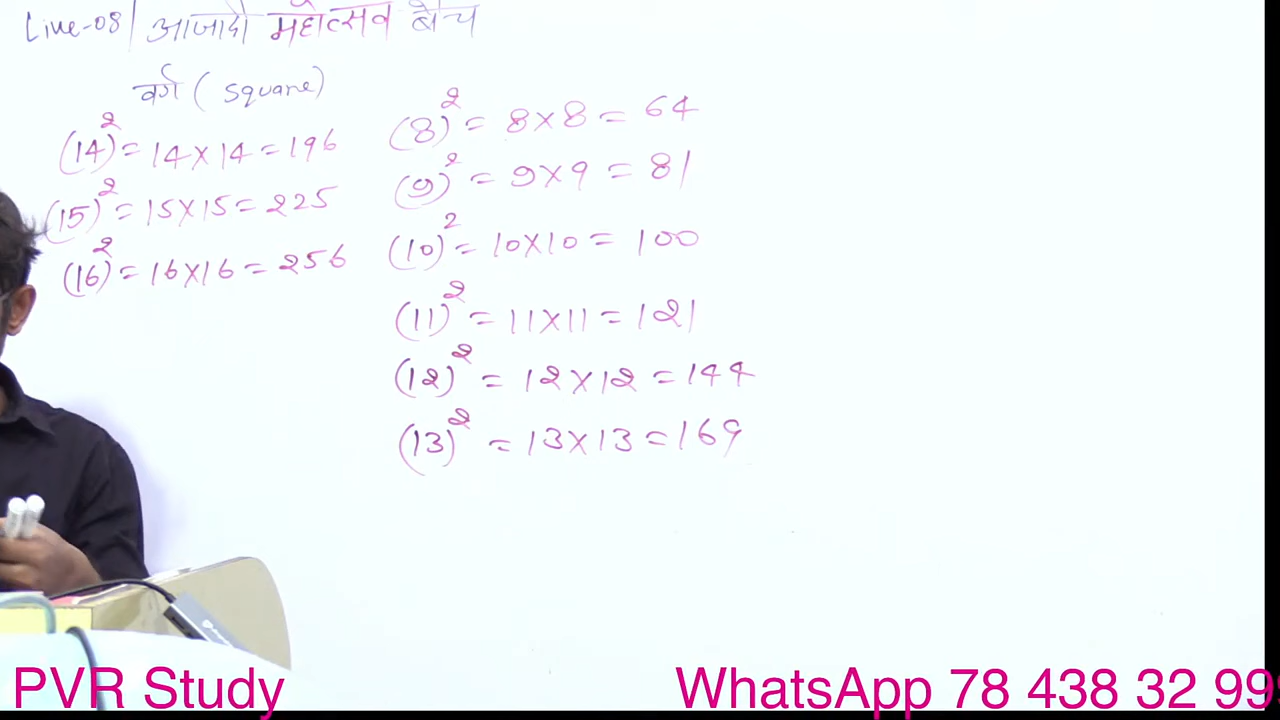 Live-08| आजादी महोत्सव बैच
वर्ग ( square)
(14)² = 14×14 = 196
(15)² = 15×15 = 225
(16)² = 16×16 = 256
(8)² = 8×8 = 64
(9)² = 9×9 = 81
(10)² = 10×10 = 100
(11)² = 11×11 = 121
(12)² = 12×12 = 144
(13)² = 13×13 = 169
PVR Study
WhatsApp 78 438 32 99